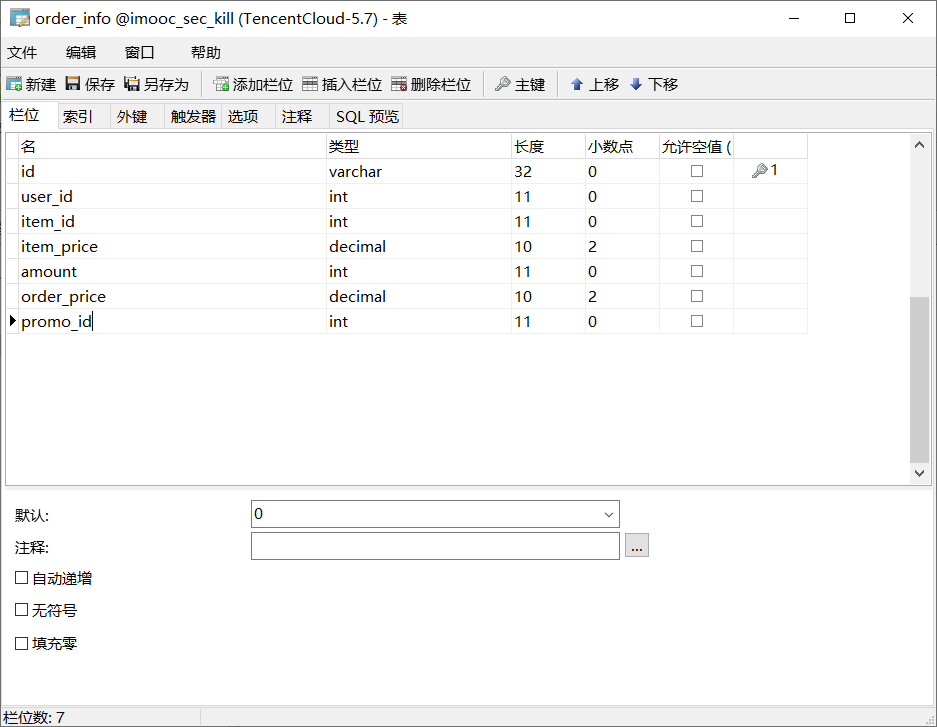 order_info @imooc_sec_kill (TencentCloud-5.7) - 表
文件 编辑 窗口 帮助
新建 保存 另存为 添加栏位 插入栏位 删除栏位 主键 上移 下移
栏位 索引 外键 触发器 选项 注释 SQL 预览
名 类型 长度 小数点 允许空值 (
id varchar 32 0 1
user_id int 11 0
item_id int 11 0
item_price decimal 10 2
amount int 11 0
order_price decimal 10 2
promo_id int 11 0
默认: 0
注释: ...
自动递增
无符号
填充零
栏位数: 7